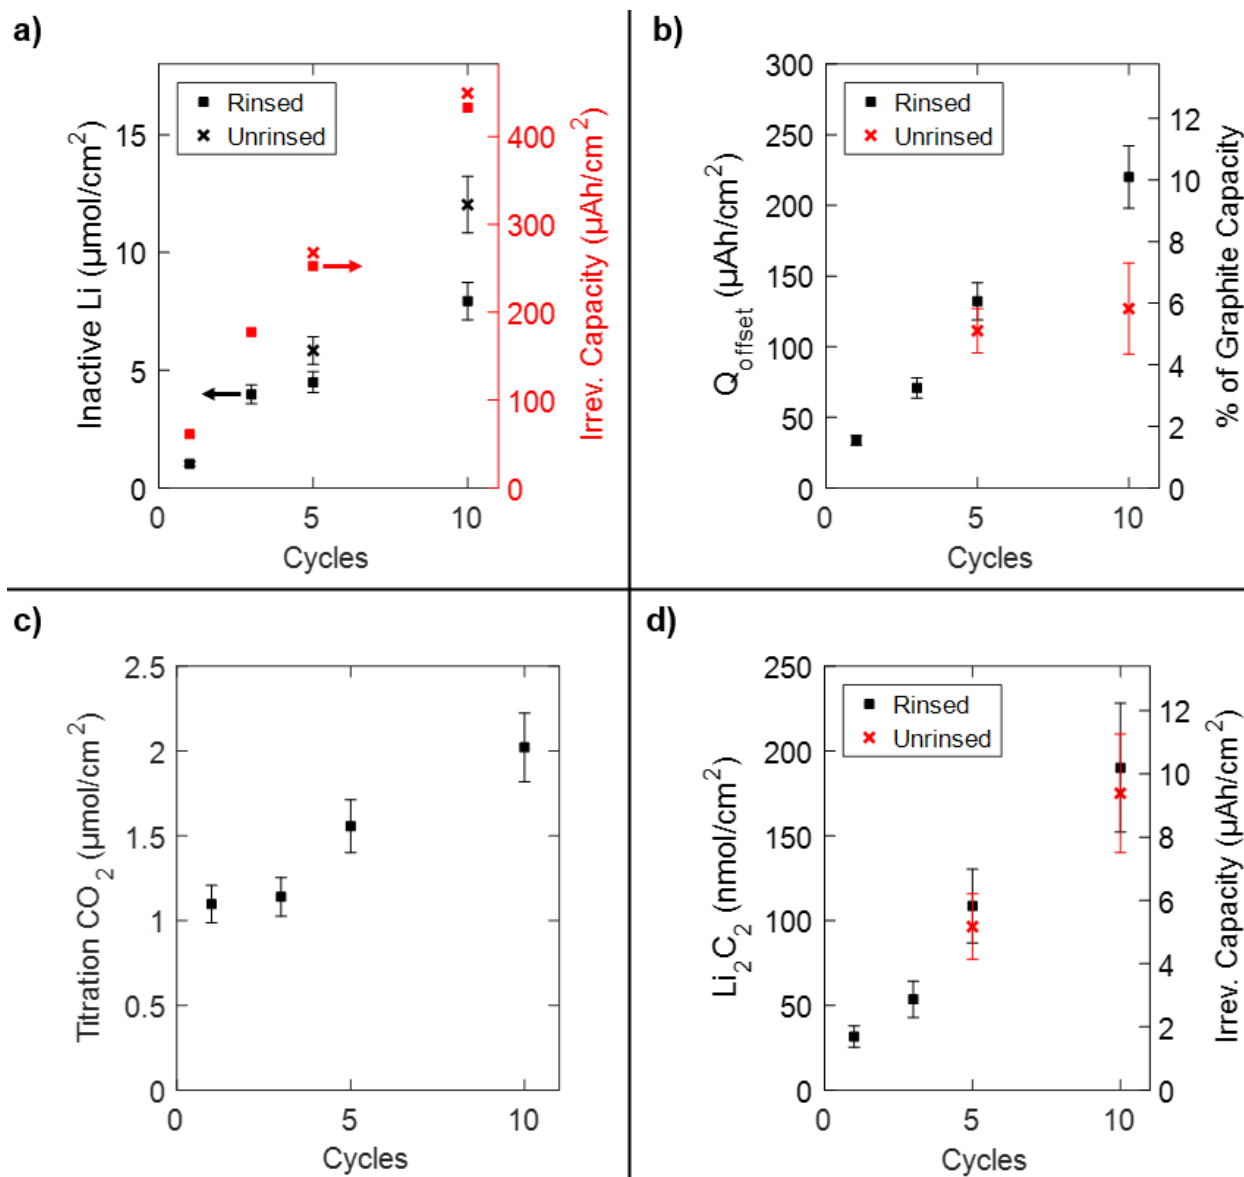 a)
Rinsed
Unrinsed
Inactive Li (µmol/cm²)
15
10
5
0
400
300
200
100
0
Irrev. Capacity (µAh/cm²)
0 5 10
Cycles
b)
Rinsed
Unrinsed
Q_offset (µAh/cm²)
300
250
200
150
100
50
0
12
10
8
6
4
2
0
% of Graphite Capacity
0 5 10
Cycles
c)
Titration CO₂ (µmol/cm²)
2.5
2
1.5
1
0.5
0
0 5 10
Cycles
d)
Rinsed
Unrinsed
Li₂C₂ (nmol/cm²)
250
200
150
100
50
0
12
10
8
6
4
2
0
Irrev. Capacity (µAh/cm²)
0 5 10
Cycles